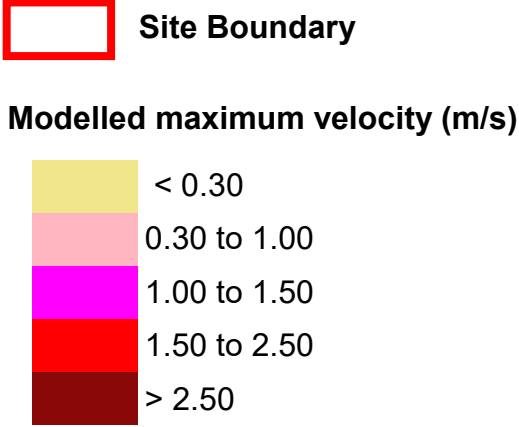 Site Boundary
Modelled maximum velocity (m/s)
< 0.30
0.30 to 1.00
1.00 to 1.50
1.50 to 2.50
> 2.50